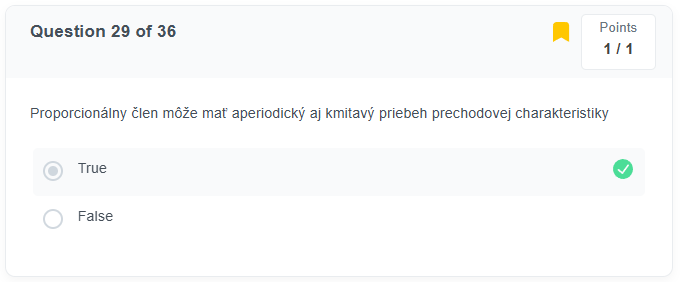 Question 29 of 36
Points
1 / 1
Proporcionálny člen môže mať aperiodický aj kmitavý priebeh prechodovej charakteristiky
True
False